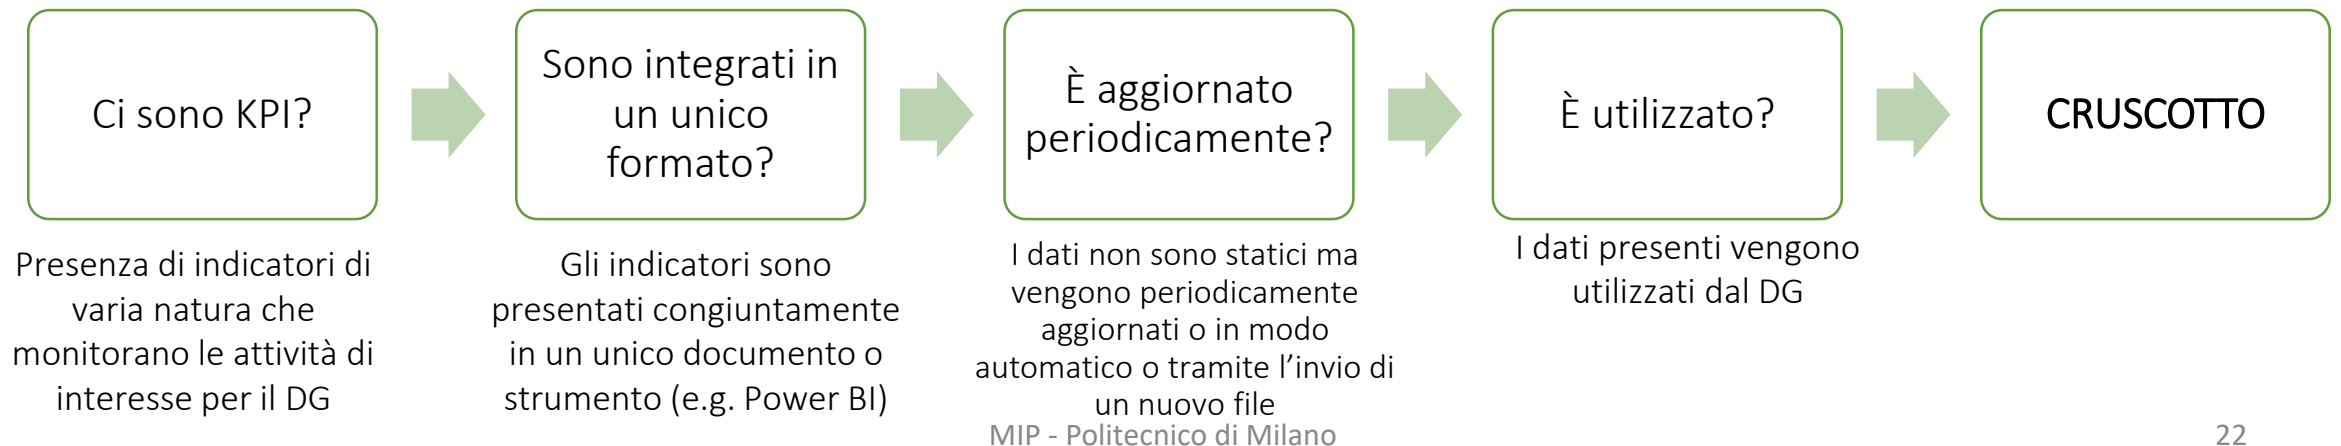 Ci sono KPI?
Presenza di indicatori di
varia natura che
monitorano le attività di
interesse per il DG
Sono integrati in
un unico
formato?
Gli indicatori sono
presentati congiuntamente
in un unico documento o
strumento (e.g. Power BI)
È aggiornato
periodicamente?
I dati non sono statici ma
vengono periodicamente
aggiornati o in modo
automatico o tramite l’invio di
un nuovo file
È utilizzato?
I dati presenti vengono
utilizzati dal DG
CRUSCOTTO
MIP - Politecnico di Milano
22